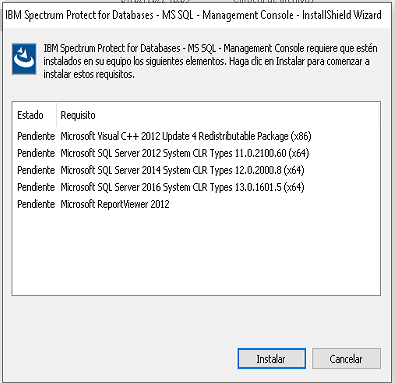 IBM Spectrum Protect for Databases - MS SQL - Management Console - InstallShield Wizard
IBM Spectrum Protect for Databases - MS SQL - Management Console requiere que estén
instalados en su equipo los siguientes elementos. Haga clic en Instalar para comenzar a
instalar estos requisitos.
Estado Requisito
Pendiente Microsoft Visual C++ 2012 Update 4 Redistributable Package (x86)
Pendiente Microsoft SQL Server 2012 System CLR Types 11.0.2100.60 (x64)
Pendiente Microsoft SQL Server 2014 System CLR Types 12.0.2000.8 (x64)
Pendiente Microsoft SQL Server 2016 System CLR Types 13.0.1601.5 (x64)
Pendiente Microsoft ReportViewer 2012
Instalar Cancelar